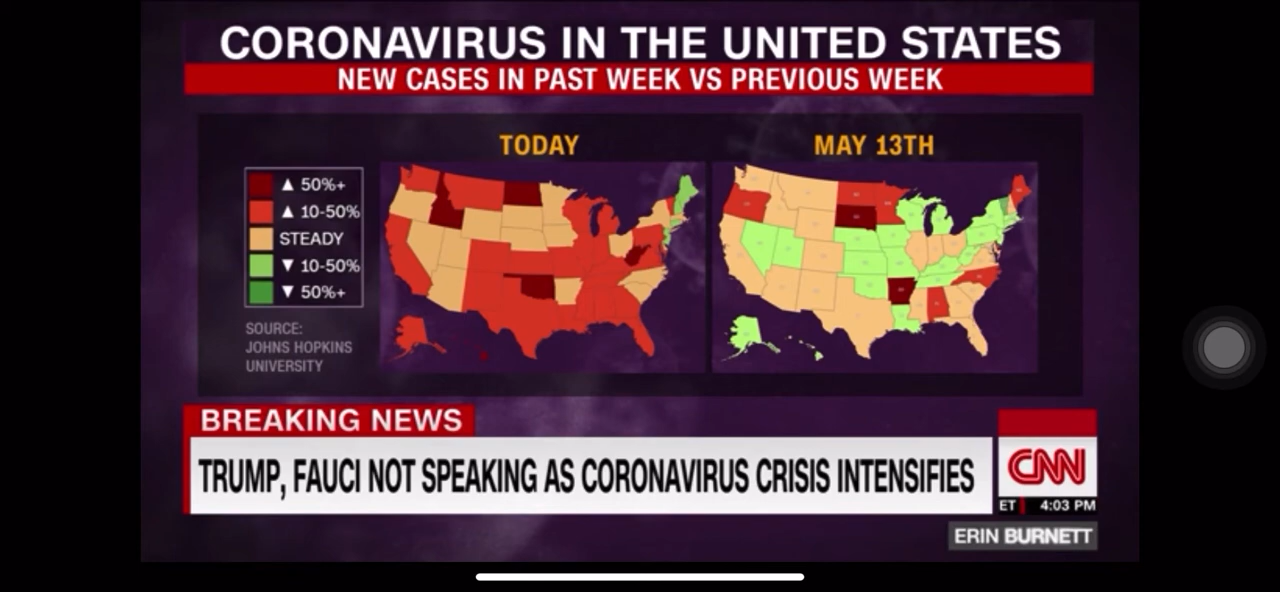 CORONAVIRUS IN THE UNITED STATES
NEW CASES IN PAST WEEK VS PREVIOUS WEEK
TODAY
MAY 13TH
▲ 50%+
▲ 10-50%
STEADY
▼ 10-50%
▼ 50%+
SOURCE:
JOHNS HOPKINS
UNIVERSITY
BREAKING NEWS
TRUMP, FAUCI NOT SPEAKING AS CORONAVIRUS CRISIS INTENSIFIES
CNN
ET 4:03 PM
ERIN BURNETT